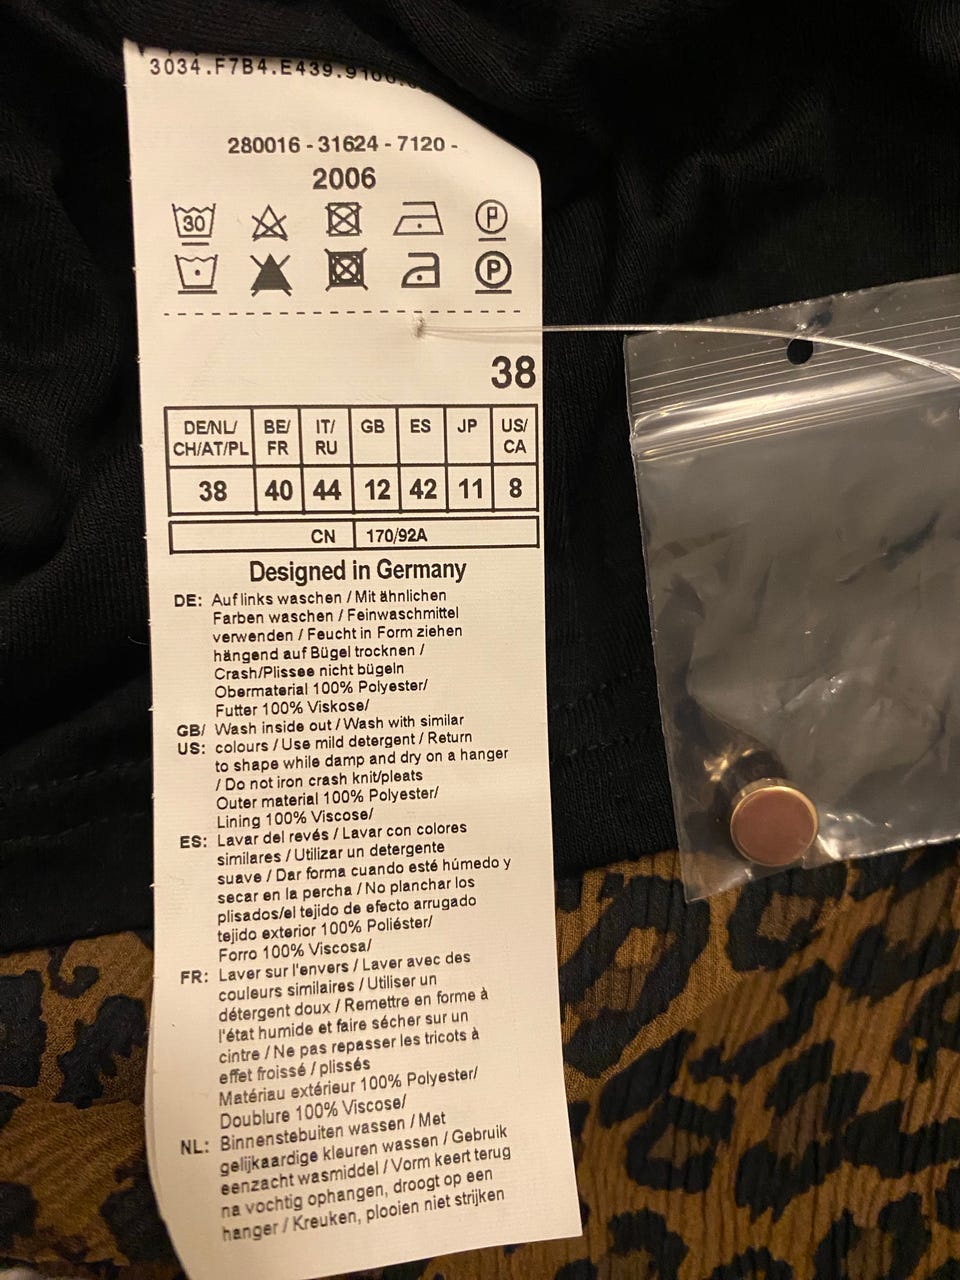 3034.F7B4.E439.9100.
280016 - 31624 - 7120 -
2006
30
P
P
38
DE/NL/ CH/AT/PL BE/ FR IT/ RU GB ES JP US/ CA
38 40 44 12 42 11 8
CN 170/92A
Designed in Germany
DE: Auf links waschen / Mit ähnlichen
Farben waschen / Feinwaschmittel
verwenden / Feucht in Form ziehen
hängend auf Bügel trocknen /
Crash/Plissee nicht bügeln
Obermaterial 100% Polyester/
Futter 100% Viskose/
GB/ US: Wash inside out / Wash with similar
colours / Use mild detergent / Return
to shape while damp and dry on a hanger
/ Do not iron crash knit/pleats
Outer material 100% Polyester/
Lining 100% Viscose/
ES: Lavar del revés / Lavar con colores
similares / Utilizar un detergente
suave / Dar forma cuando esté húmedo y
secar en la percha / No planchar los
plisados/el tejido de efecto arrugado
tejido exterior 100% Poliéster/
Forro 100% Viscosa/
FR: Laver sur l'envers / Laver avec des
couleurs similaires / Utiliser un
détergent doux / Remettre en forme à
l'état humide et faire sécher sur un
cintre / Ne pas repasser les tricots à
effet froissé / plissés
Matériau extérieur 100% Polyester/
Doublure 100% Viscose/
NL: Binnenstebuiten wassen / Met
gelijkaardige kleuren wassen / Gebruik
eenzacht wasmiddel / Vorm keert terug
na vochtig ophangen, droogt op een
hanger / Kreuken, plooien niet strijken